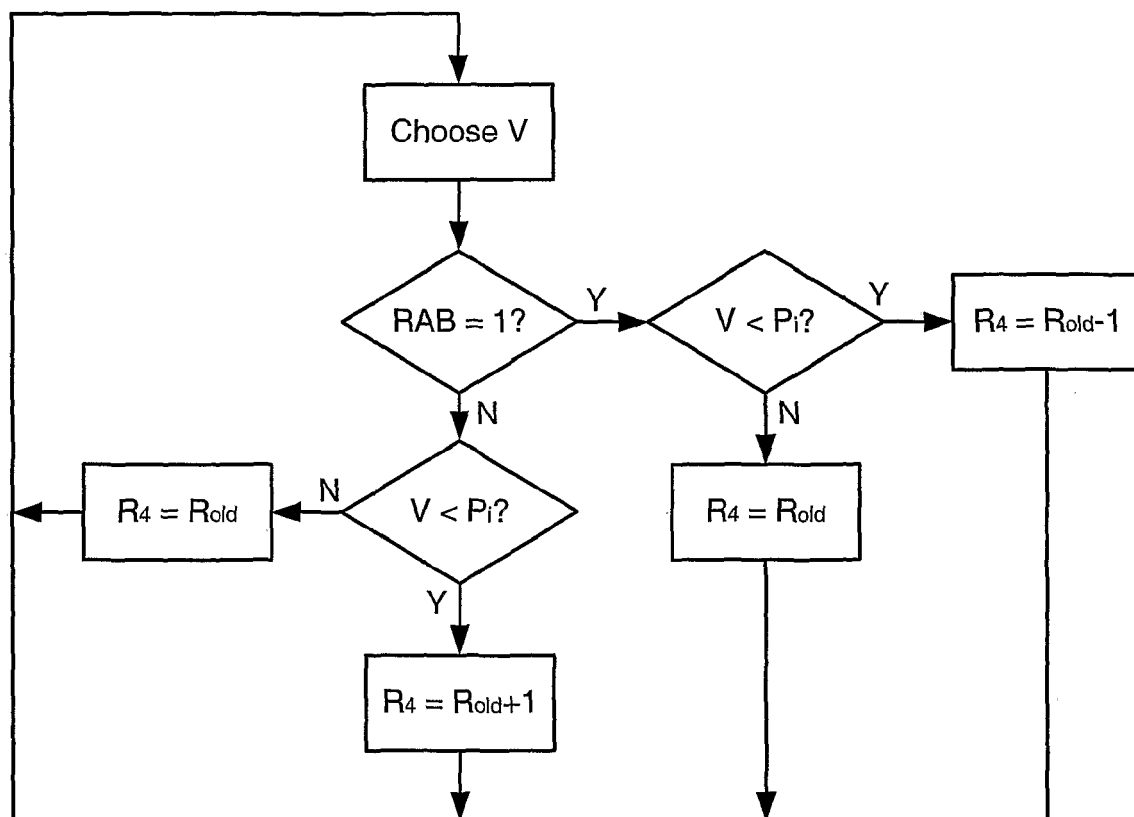 Choose V
RAB = 1?
Y
V < Pi?
Y
R4 = Rold-1
N
N
R4 = Rold
N
V < Pi?
R4 = Rold
Y
R4 = Rold+1